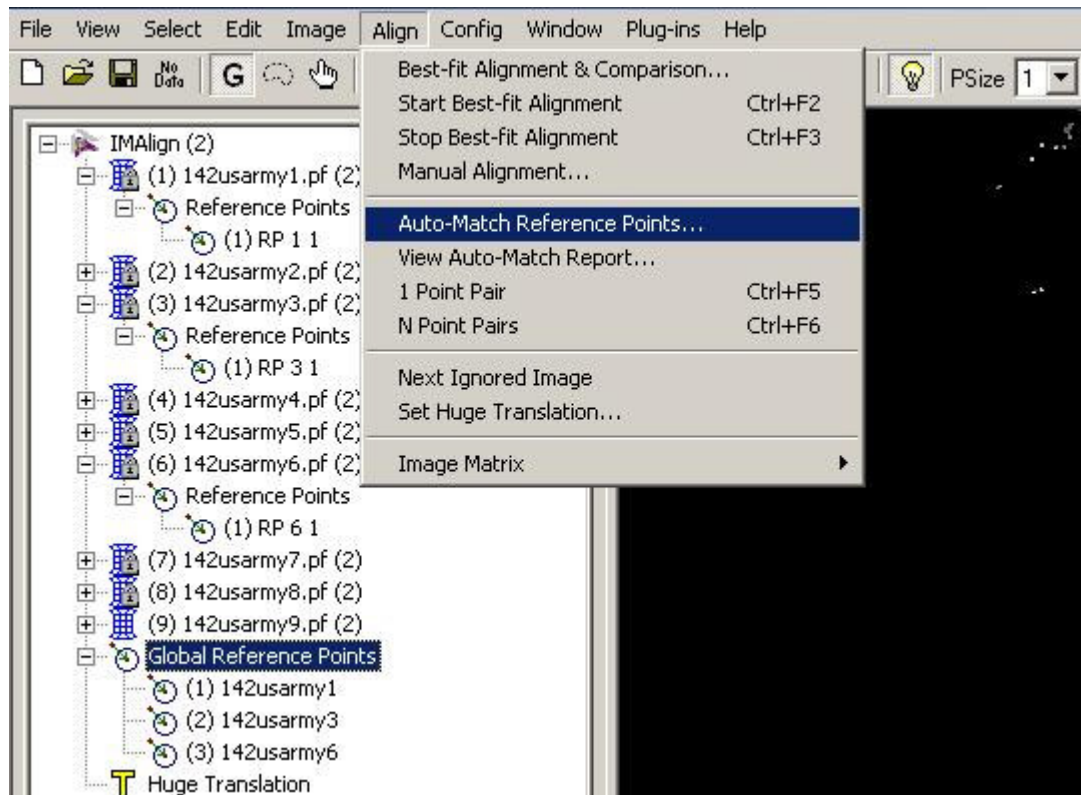 File View Select Edit Image Align Config Window Plug-ins Help
No Data G PSize 1
Best-fit Alignment & Comparison...
Start Best-fit Alignment Ctrl+F2
Stop Best-fit Alignment Ctrl+F3
Manual Alignment...
Auto-Match Reference Points...
View Auto-Match Report...
1 Point Pair Ctrl+F5
N Point Pairs Ctrl+F6
Next Ignored Image
Set Huge Translation...
Image Matrix
IMAlign (2)
(1) 142usarmy1.pf (2)
Reference Points
(1) RP 1 1
(2) 142usarmy2.pf (2)
(3) 142usarmy3.pf (2)
Reference Points
(1) RP 3 1
(4) 142usarmy4.pf (2)
(5) 142usarmy5.pf (2)
(6) 142usarmy6.pf (2)
Reference Points
(1) RP 6 1
(7) 142usarmy7.pf (2)
(8) 142usarmy8.pf (2)
(9) 142usarmy9.pf (2)
Global Reference Points
(1) 142usarmy1
(2) 142usarmy3
(3) 142usarmy6
T Huge Translation